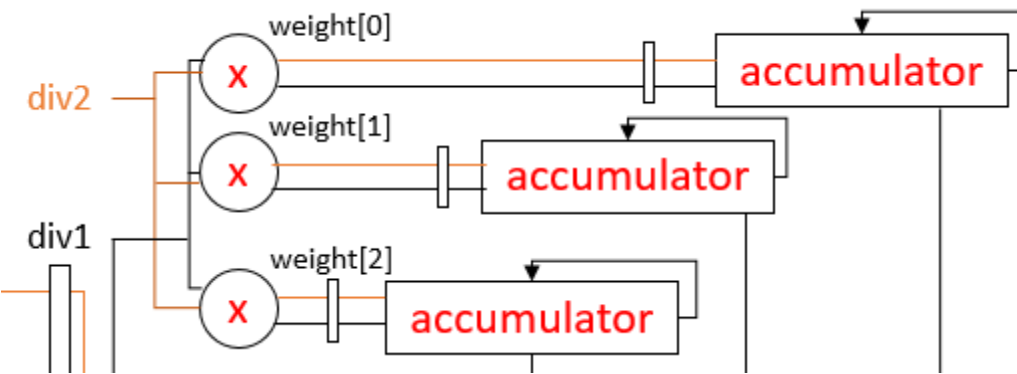 weight[0]
x
accumulator
div2
weight[1]
x
accumulator
div1
weight[2]
x
accumulator